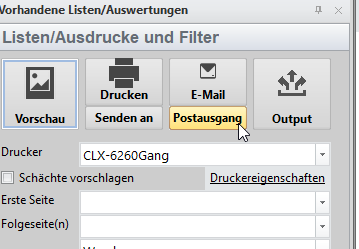 Vorhandene Listen/Auswertungen
Listen/Ausdrucke und Filter
Vorschau
Drucken
Senden an
E-Mail
Postausgang
Output
Drucker
CLX-6260Gang
Schächte vorschlagen
Druckereigenschaften
Erste Seite
Folgeseite(n)